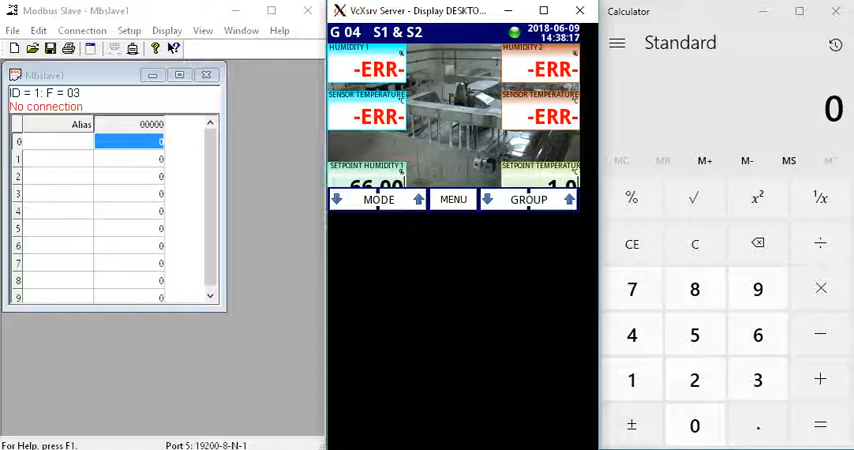 Modbus Slave - Mbslave1
File Edit Connection Setup Display View Window Help
Mbslave1
ID = 1: F = 03
No connection
Alias 00000
0 0
1 0
2 0
3 0
4 0
5 0
6 0
7 0
8 0
9 0
For Help, press F1.
Port 5: 19200-8-N-1
VcXsrv Server - Display DESKTO...
G 04 S1 & S2
2018-06-09
14:38:17
HUMIDITY 1
%
-ERR-
HUMIDITY 2
%
-ERR-
SENSOR TEMPERATURE
°C
-ERR-
SENSOR TEMPERATURE
°C
-ERR-
SETPOINT HUMIDITY 1
%
66.00
SETPOINT TEMPERATUR
°C
1.0
MODE MENU GROUP
Calculator
Standard
0
MC MR M+ M- MS M˅
% √ x² ¹/x
CE C ÷
7 8 9 ×
4 5 6 −
1 2 3 +
± 0 . =